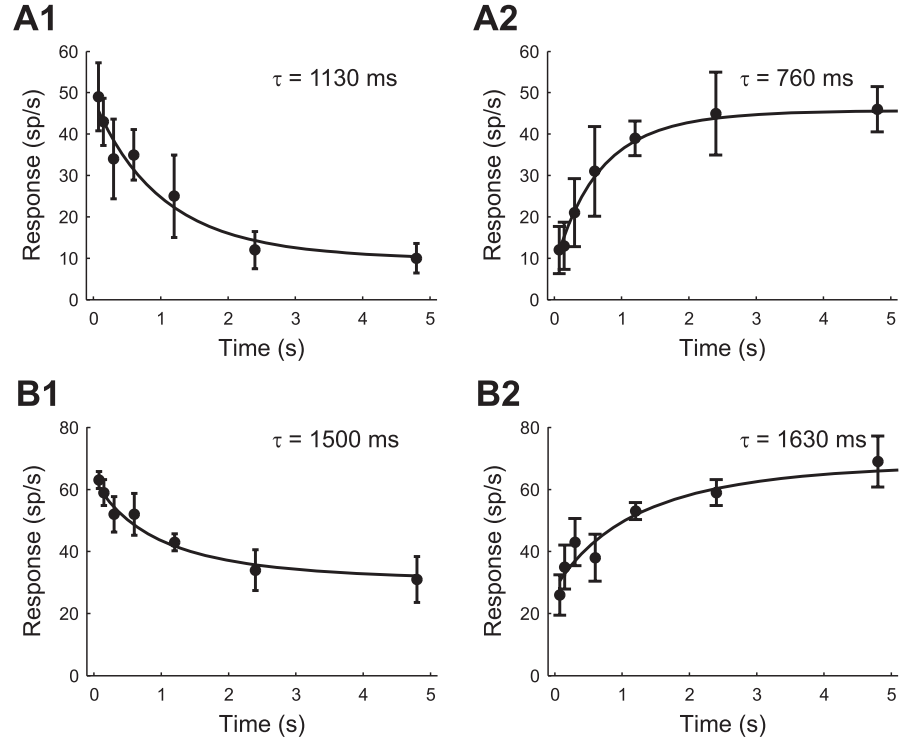 A1
A2
60
50
40
30
20
10
0
Response (sp/s)
τ = 1130 ms
0 1 2 3 4 5
Time (s)
60
50
40
30
20
10
0
Response (sp/s)
τ = 760 ms
0 1 2 3 4 5
Time (s)
B1
B2
80
60
40
20
0
Response (sp/s)
τ = 1500 ms
0 1 2 3 4 5
Time (s)
80
60
40
20
0
Response (sp/s)
τ = 1630 ms
0 1 2 3 4 5
Time (s)